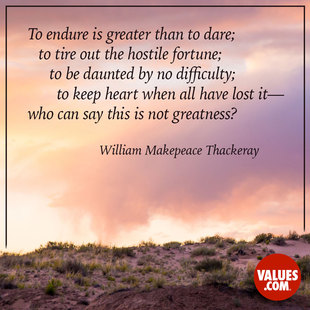 To endure is greater than to dare;
to tire out the hostile fortune;
to be daunted by no difficulty;
to keep heart when all have lost it—
who can say this is not greatness?
William Makepeace Thackeray
VALUES
.COM